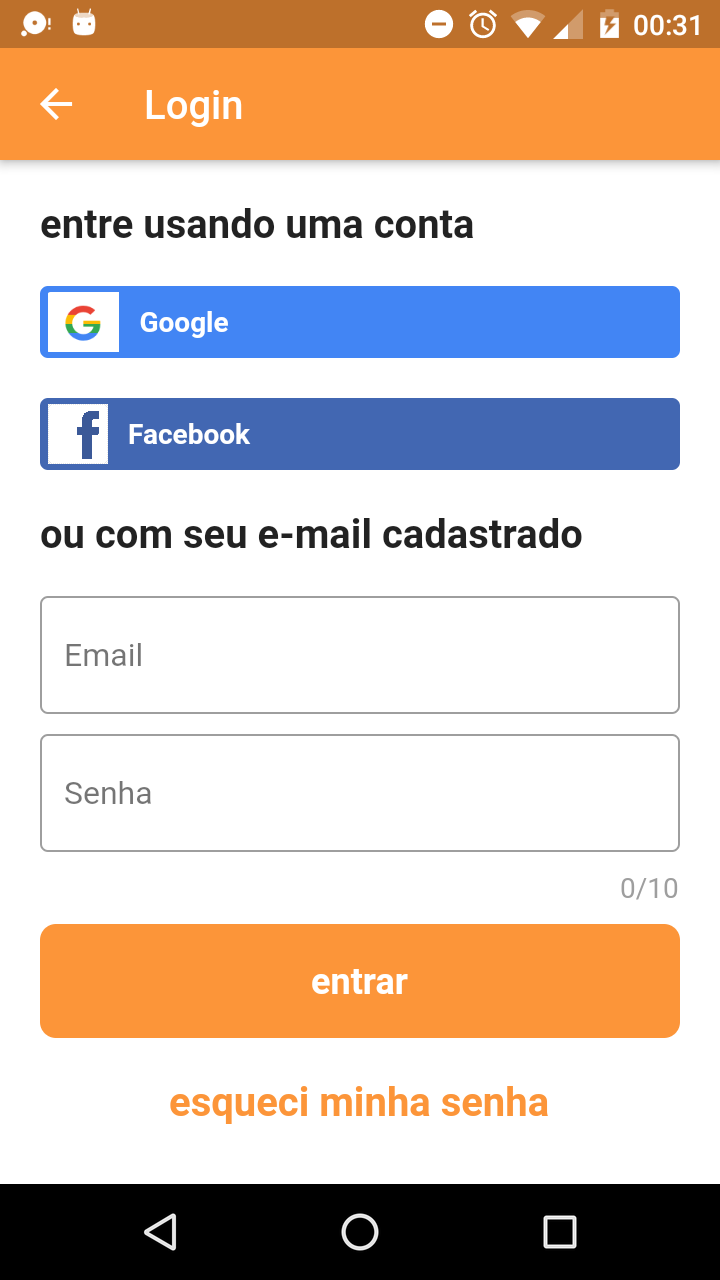 00:31
Login
entre usando uma conta
Google
Facebook
ou com seu e-mail cadastrado
Email
Senha
0/10
entrar
esqueci minha senha